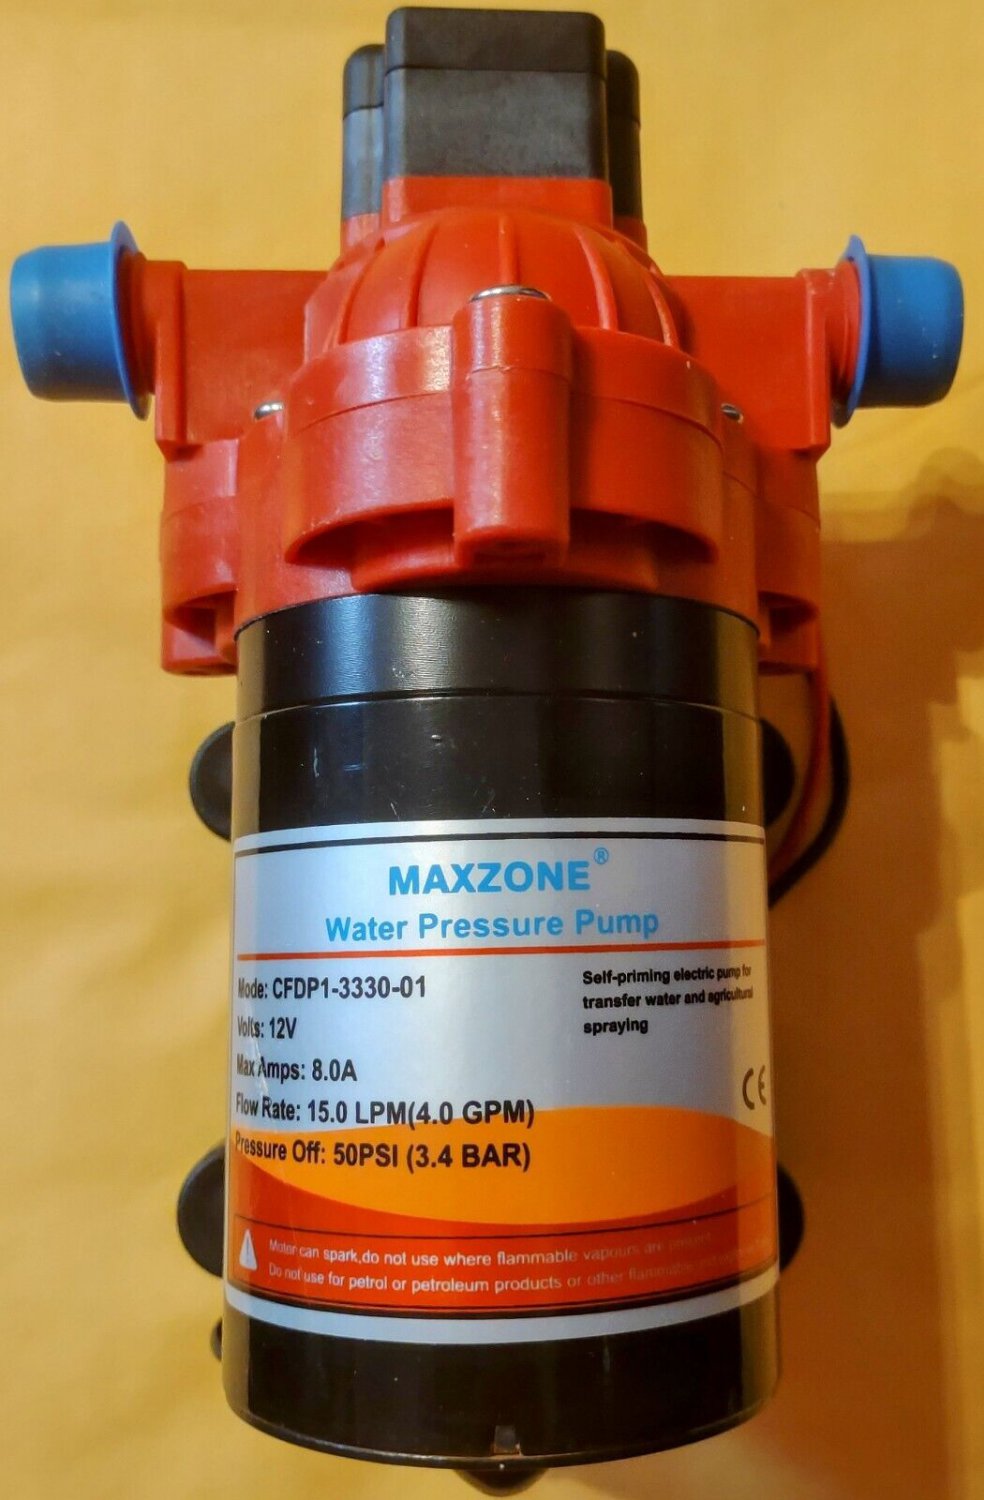 MAXZONE®
Water Pressure Pump
Mode: CFDP1-3330-01
Volts: 12V
Max Amps: 8.0A
Flow Rate: 15.0 LPM(4.0 GPM)
Pressure Off: 50PSI (3.4 BAR)
Self-priming electric pump for
transfer water and agricultural
spraying
CE
Motor can spark,do not use where flammable vapours are present
Do not use for petrol or petroleum products or other flammable